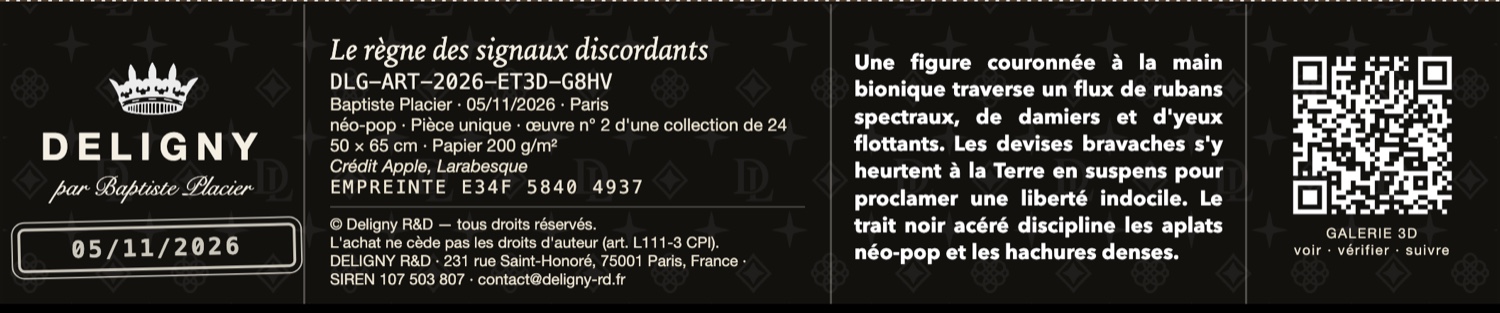 DELIGNY
par Baptiste Placier
05/11/2026
Le règne des signaux discordants
DLG–ART–2026–ET3D–G8HV
Baptiste Placier · 05/11/2026 · Paris
néo-pop · Pièce unique · œuvre n° 2 d'une collection de 24
50 × 65 cm · Papier 200 g/m²
Crédit Apple, Larabesque
EMPREINTE E34F 5840 4937
© Deligny R&D — tous droits réservés.
L'achat ne cède pas les droits d'auteur (art. L111-3 CPI).
DELIGNY R&D · 231 rue Saint-Honoré, 75001 Paris, France ·
SIREN 107 503 807 · contact@deligny-rd.fr
Une figure couronnée à la main
bionique traverse un flux de rubans
spectraux, de damiers et d'yeux
flottants. Les devises bravaches s'y
heurtent à la Terre en suspens pour
proclamer une liberté indocile. Le
trait noir acéré discipline les aplats
néo-pop et les hachures denses.
GALERIE 3D
voir · vérifier · suivre